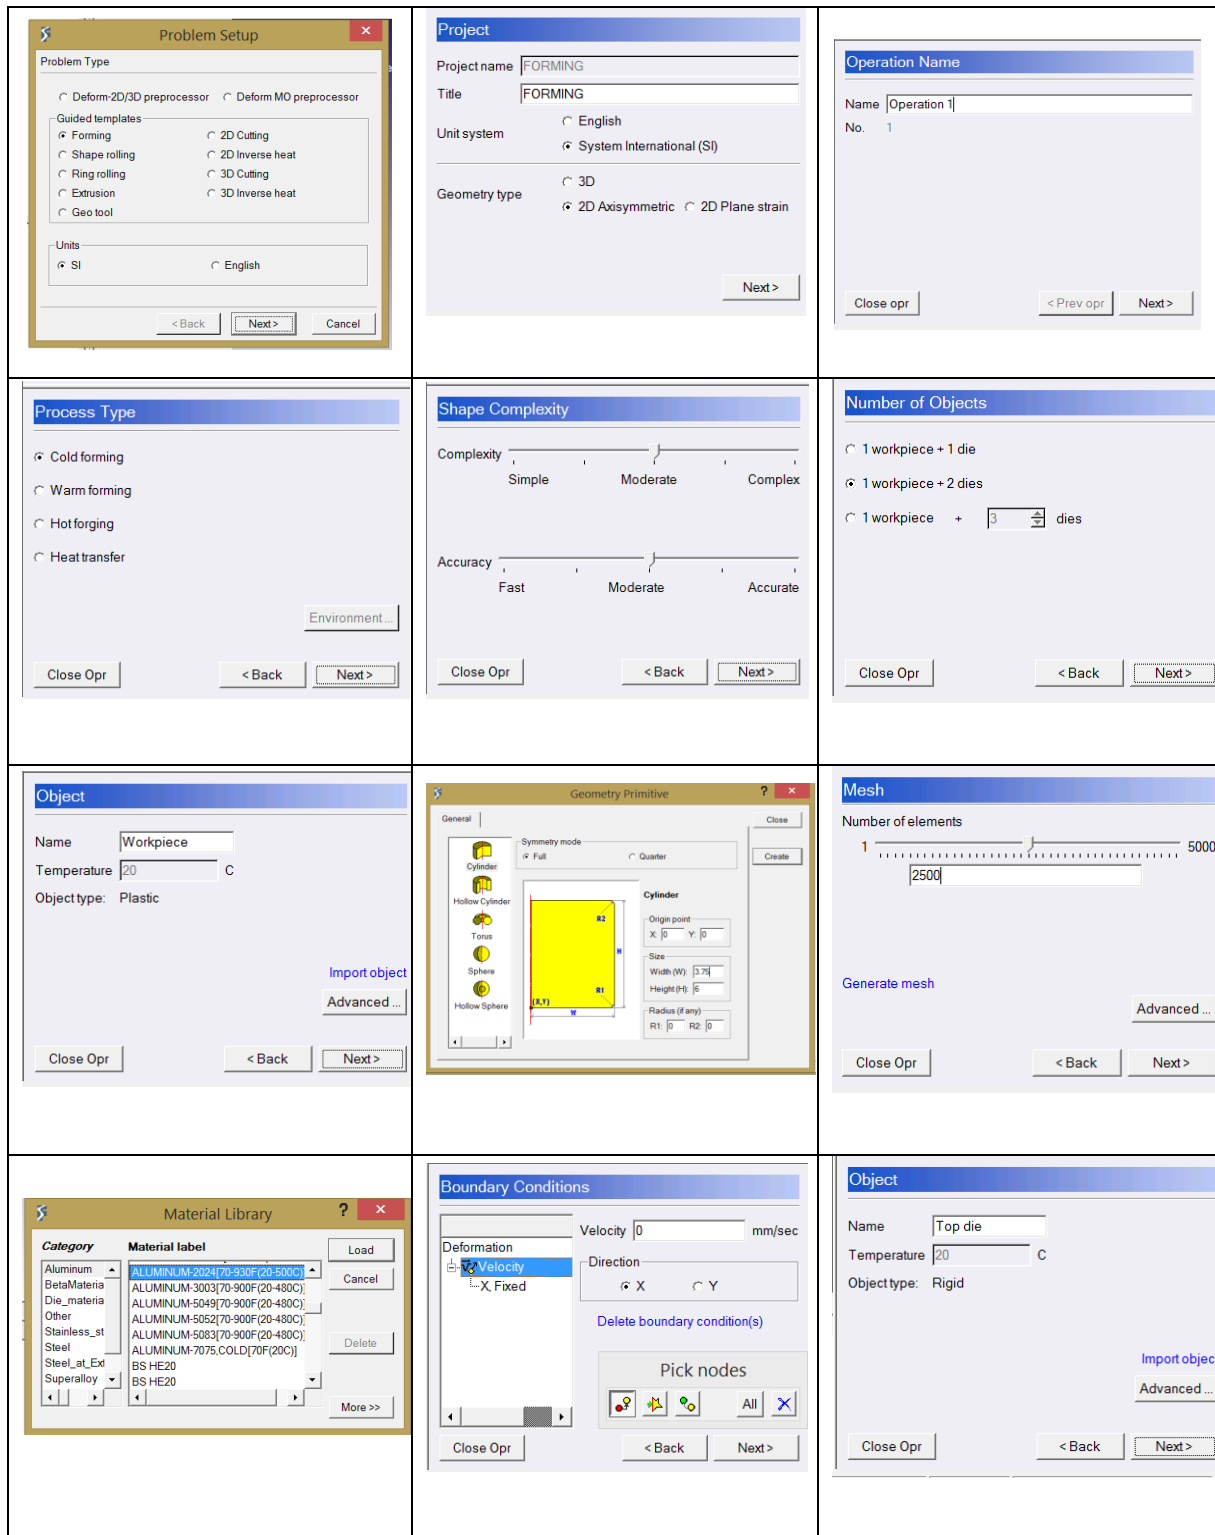 Problem Setup
Problem Type
Deform-2D/3D preprocessor Deform MO preprocessor
Guided templates
Forming 2D Cutting
Shape rolling 2D Inverse heat
Ring rolling 3D Cutting
Extrusion 3D Inverse heat
Geo tool
Units
SI English
< Back Next > Cancel
Project
Project name FORMING
Title FORMING
Unit system
English
System International (SI)
Geometry type
3D
2D Axisymmetric 2D Plane strain
Next >
Operation Name
Name Operation 1
No. 1
Close opr < Prev opr Next >
Process Type
Cold forming
Warm forming
Hot forging
Heat transfer
Environment ...
Close Opr < Back Next >
Shape Complexity
Complexity
Simple Moderate Complex
Accuracy
Fast Moderate Accurate
Close Opr < Back Next >
Number of Objects
1 workpiece + 1 die
1 workpiece + 2 dies
1 workpiece + 3 dies
Close Opr < Back Next >
Object
Name Workpiece
Temperature 20 C
Object type: Plastic
Import object
Advanced ...
Close Opr < Back Next >
Geometry Primitive ? ×
General
Close
Create
Symmetry mode
Full Quarter
Cylinder
Hollow Cylinder
Torus
Sphere
Hollow Sphere
R2
H
R1
(X,Y)
W
Cylinder
Origin point
X: 0 Y: 0
Size
Width (W): 3.75
Height (H): 6
Radius (if any)
R1: 0 R2: 0
Mesh
Number of elements
1 5000
2500
Generate mesh
Advanced ...
Close Opr < Back Next >
Material Library ? ×
Category Material label
Aluminum
BetaMateria
Die_materia
Other
Stainless_st
Steel
Steel_at_Ext
Superalloy
ALUMINUM-2024[70-930F(20-500C)]
ALUMINUM-3003[70-900F(20-480C)]
ALUMINUM-5049[70-900F(20-480C)]
ALUMINUM-5052[70-900F(20-480C)]
ALUMINUM-5083[70-900F(20-480C)]
ALUMINUM-7075,COLD[70F(20C)]
BS HE20
BS HE20
Load
Cancel
Delete
More >>
Boundary Conditions
Velocity 0 mm/sec
Deformation
Velocity
X, Fixed
Direction
X Y
Delete boundary condition(s)
Pick nodes
All
Close Opr < Back Next >
Object
Name Top die
Temperature 20 C
Object type: Rigid
Import objec
Advanced ...
Close Opr < Back Next >